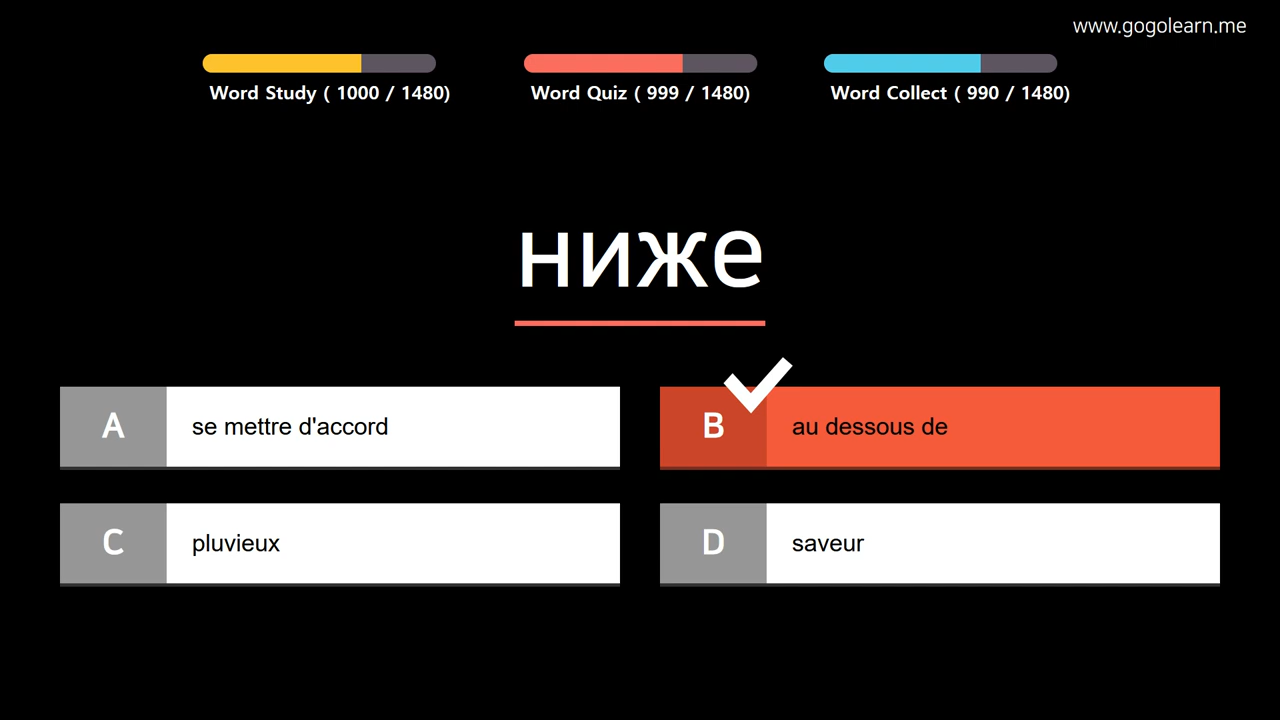 www.gogolearn.me
Word Study ( 1000 / 1480)
Word Quiz ( 999 / 1480)
Word Collect ( 990 / 1480)
ниже
A se mettre d'accord
B au dessous de
C pluvieux
D saveur